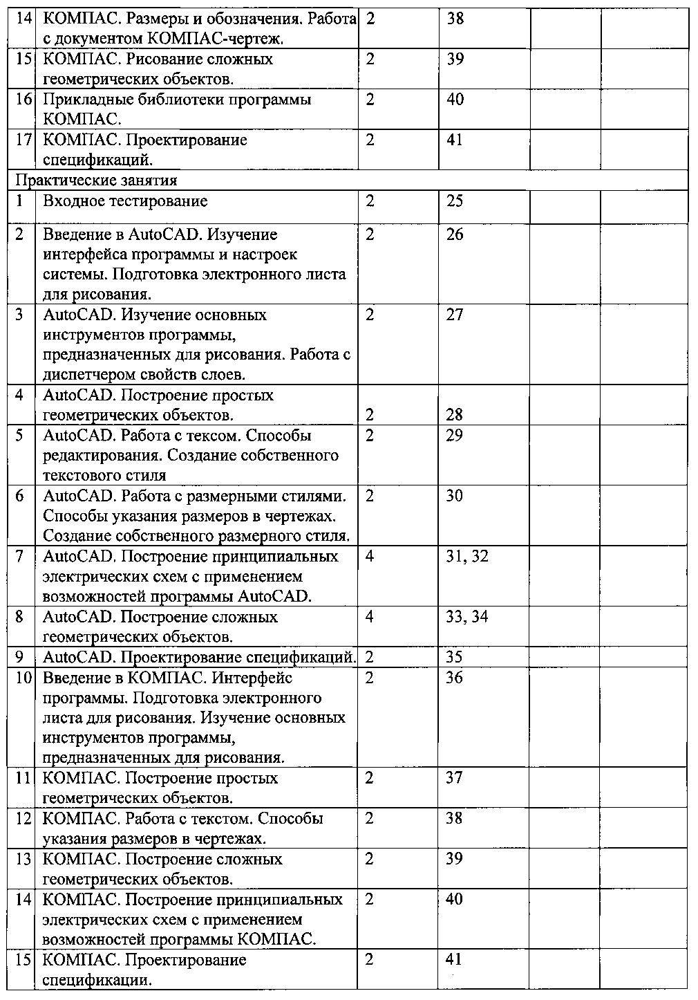 14 КОМПАС. Размеры и обозначения. Работа 2 38
с документом КОМПАС-чертеж.
15 КОМПАС. Рисование сложных 2 39
геометрических объектов.
16 Прикладные библиотеки программы 2 40
КОМПАС.
17 КОМПАС. Проектирование 2 41
спецификаций.
Практические занятия
1 Входное тестирование 2 25
2 Введение в AutoCAD. Изучение 2 26
интерфейса программы и настроек
системы. Подготовка электронного листа
для рисования.
3 AutoCAD. Изучение основных 2 27
инструментов программы,
предназначенных для рисования. Работа с
диспетчером свойств слоев.
4 AutoCAD. Построение простых
геометрических объектов. 2 28
5 AutoCAD. Работа с тексом. Способы 2 29
редактирования. Создание собственного
текстового стиля
6 AutoCAD. Работа с размерными стилями. 2 30
Способы указания размеров в чертежах.
Создание собственного размерного стиля.
7 AutoCAD. Построение принципиальных 4 31, 32
электрических схем с применением
возможностей программы AutoCAD.
8 AutoCAD. Построение сложных 4 33, 34
геометрических объектов.
9 AutoCAD. Проектирование спецификаций. 2 35
10 Введение в КОМПАС. Интерфейс 2 36
программы. Подготовка электронного
листа для рисования. Изучение основных
инструментов программы,
предназначенных для рисования.
11 КОМПАС. Построение простых 2 37
геометрических объектов.
12 КОМПАС. Работа с текстом. Способы 2 38
указания размеров в чертежах.
13 КОМПАС. Построение сложных 2 39
геометрических объектов.
14 КОМПАС. Построение принципиальных 2 40
электрических схем с применением
возможностей программы КОМПАС.
15 КОМПАС. Проектирование 2 41
спецификации.